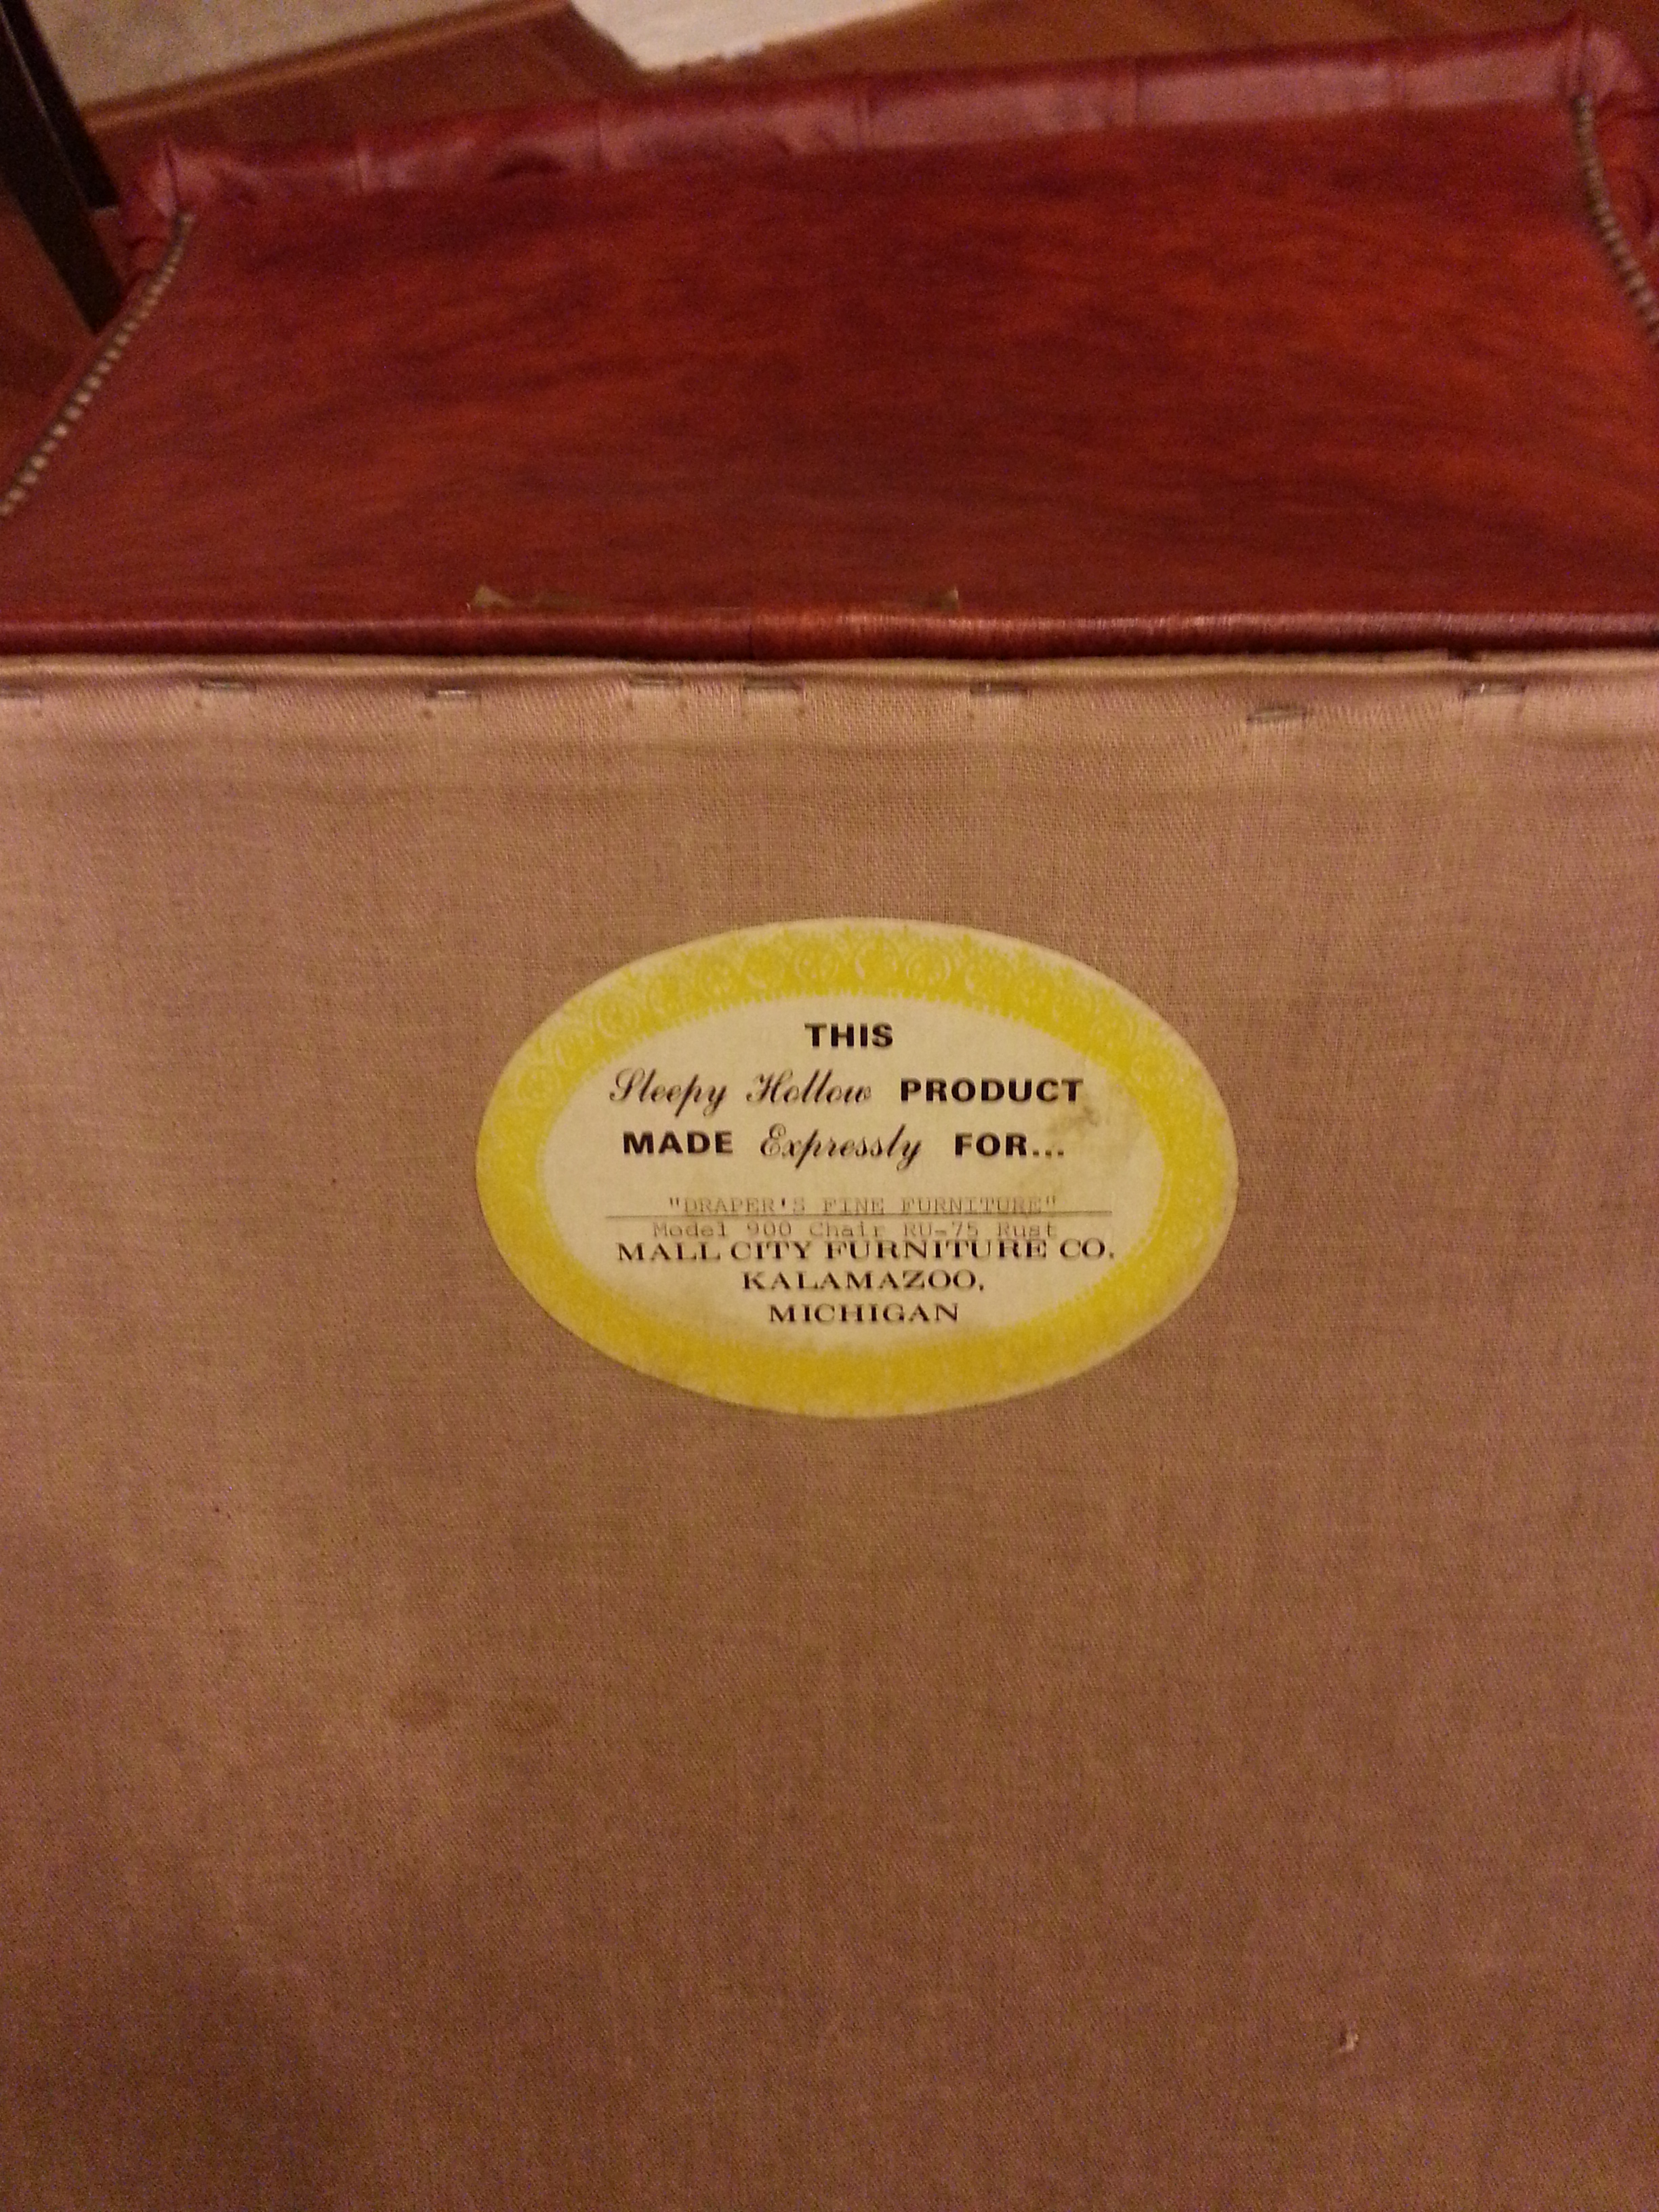 THIS
Sleepy Hollow PRODUCT
MADE Expressly FOR...
"DRAPER'S FINE FURNITURE"
Model 900 Chair RU-75 Rust
MALL CITY FURNITURE CO.
KALAMAZOO,
MICHIGAN